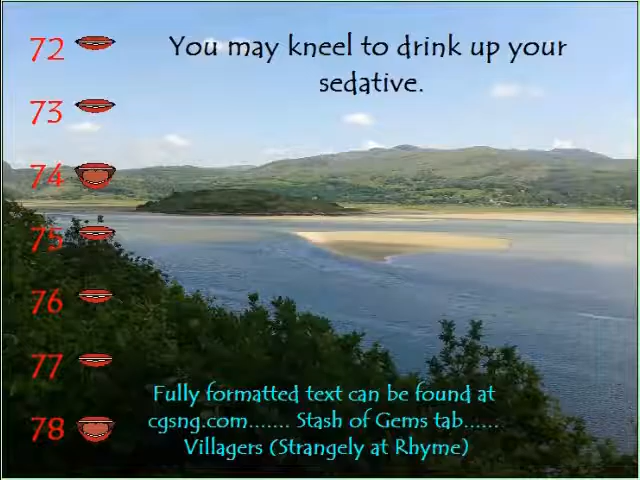 72
You may kneel to drink up your
sedative.
73
74
75
76
77
78
Fully formatted text can be found at
cgsng.com....... Stash of Gems tab......
Villagers (Strangely at Rhyme)